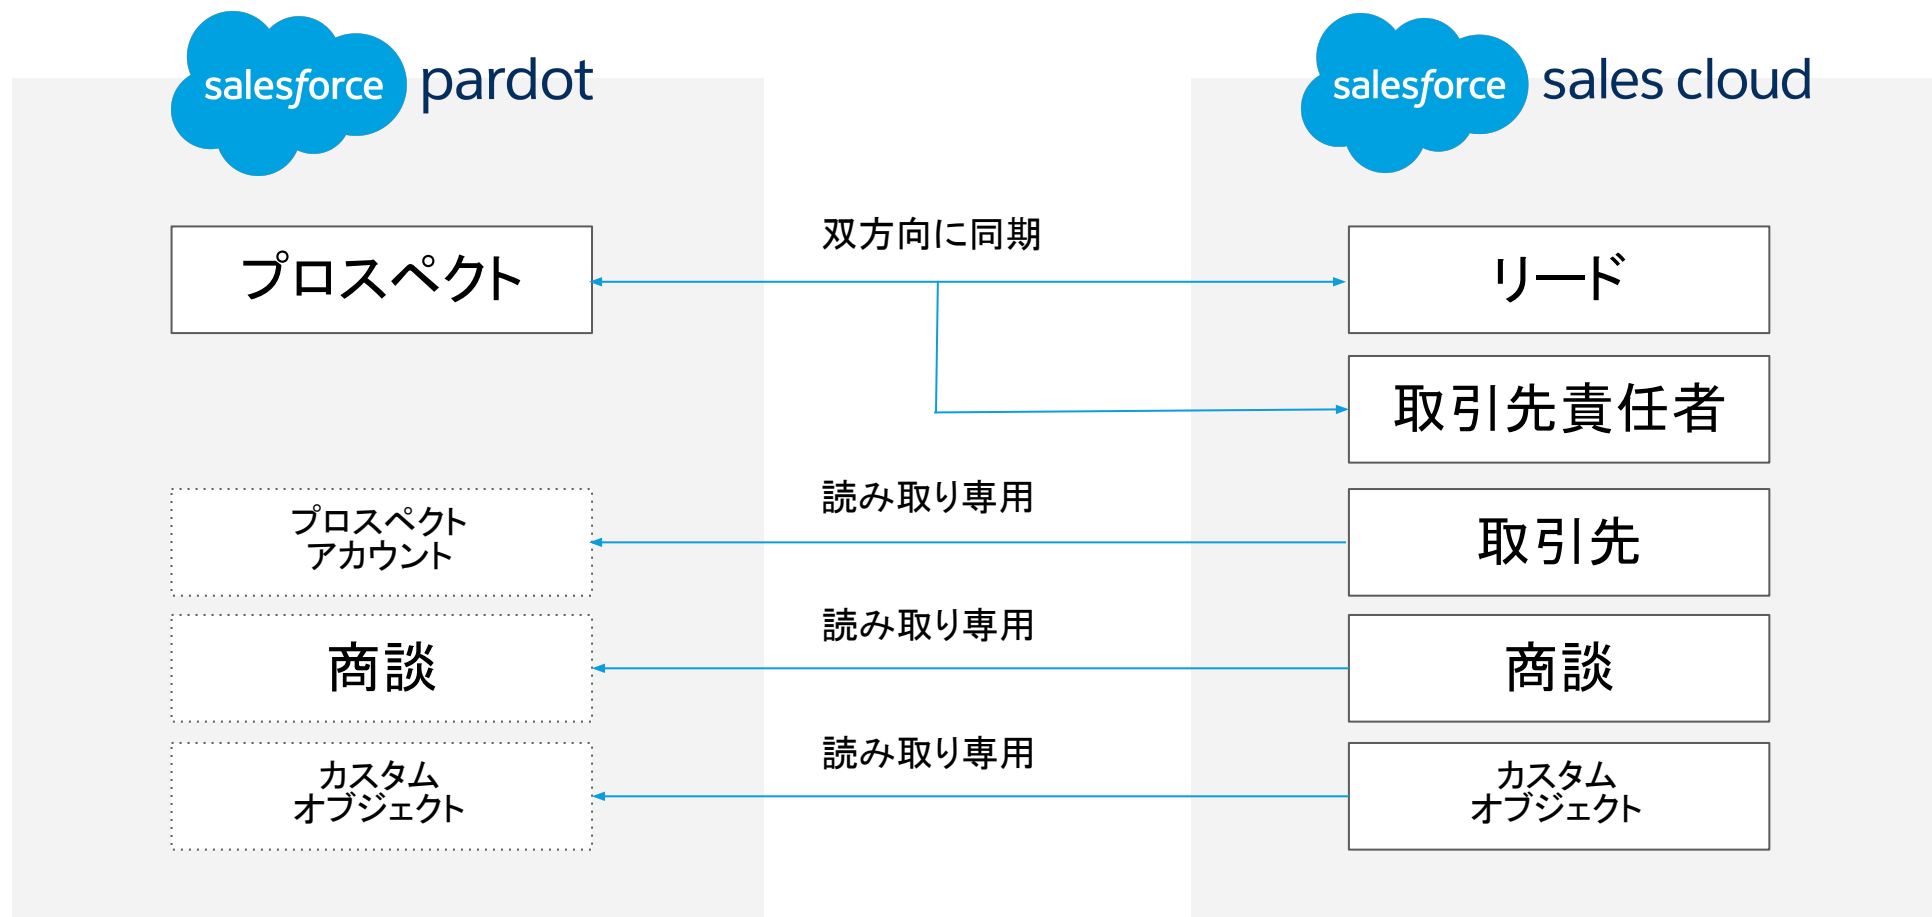 salesforce pardot
salesforce sales cloud
双方向に同期
プロスペクト
リード
取引先責任者
読み取り専用
プロスペクト
アカウント
取引先
読み取り専用
商談
商談
読み取り専用
カスタム
オブジェクト
カスタム
オブジェクト